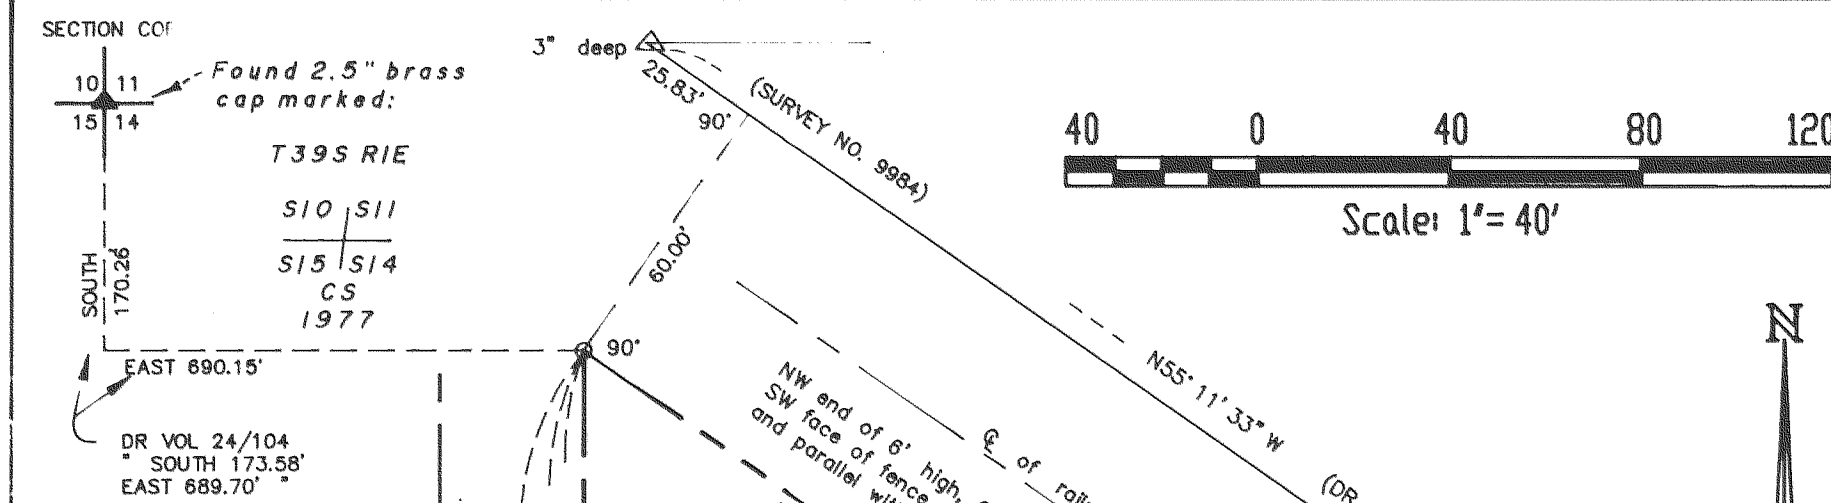 SECTION
10 11
15 14
Found 2.5" brass
cap marked:
T39S R1E
S10 S11
S15 S14
CS
1977
SOUTH
170.26'
EAST 690.15'
DR VOL 24/104
" SOUTH 173.58'
EAST 689.70' "
3" deep
25.83'
90°
(SURVEY NO. 9984)
60.00'
90°
NW end of 6' high,
SW face of fence
and parallel
℄ of
N55° 11' 33" W
(DR
40 0 40 80 120
Scale: 1"= 40'
N